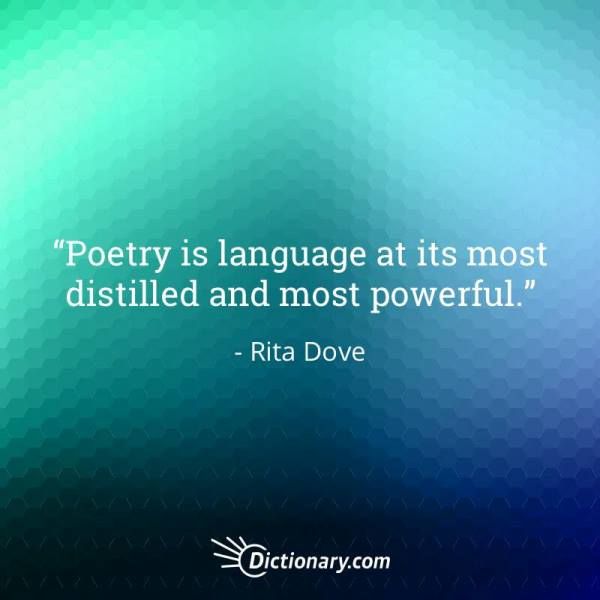 “Poetry is language at its most
distilled and most powerful.”
- Rita Dove
Dictionary.com